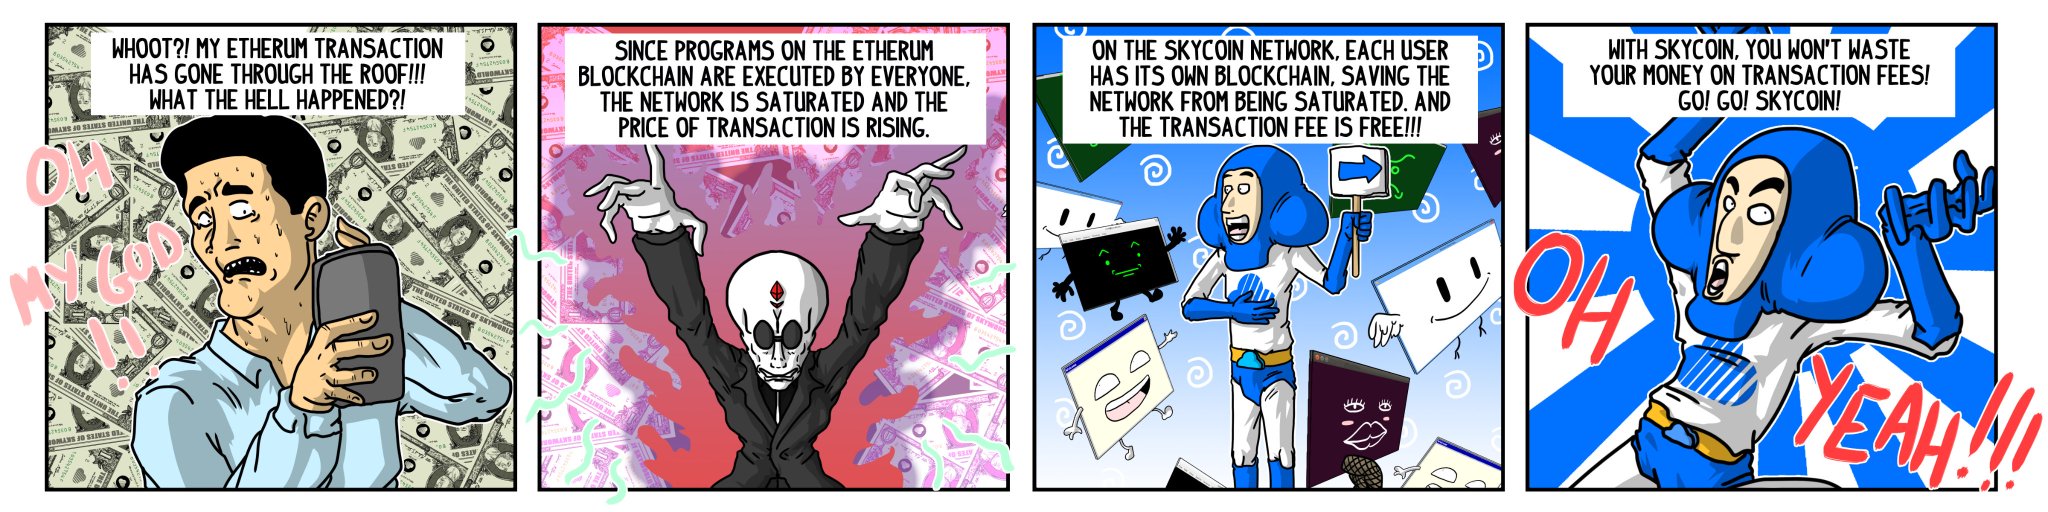 WHOOT?! MY ETHERUM TRANSACTION
HAS GONE THROUGH THE ROOF!!!
WHAT THE HELL HAPPENED?!
OH
MY GOD
!!
SINCE PROGRAMS ON THE ETHERUM
BLOCKCHAIN ARE EXECUTED BY EVERYONE,
THE NETWORK IS SATURATED AND THE
PRICE OF TRANSACTION IS RISING.
ON THE SKYCOIN NETWORK, EACH USER
HAS ITS OWN BLOCKCHAIN, SAVING THE
NETWORK FROM BEING SATURATED. AND
THE TRANSACTION FEE IS FREE!!!
WITH SKYCOIN, YOU WON'T WASTE
YOUR MONEY ON TRANSACTION FEES!
GO! GO! SKYCOIN!
OH
YEAH!!!